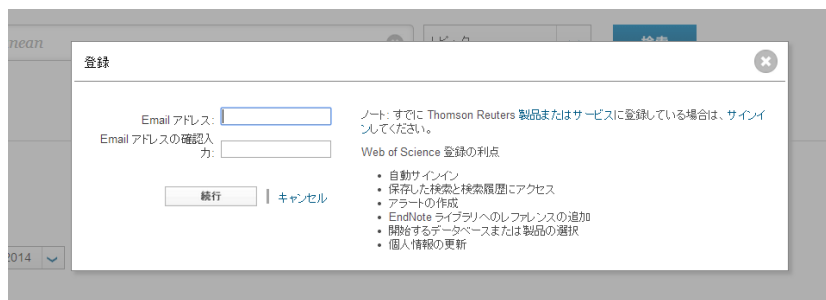 nean
トピック
検索
登録
Email アドレス:
Email アドレスの確認入
力:
続行 | キャンセル
ノート: すでに Thomson Reuters 製品またはサービスに登録している場合は、サインイ
ンしてください。
Web of Science 登録の利点
• 自動サインイン
• 保存した検索と検索履歴にアクセス
• アラートの作成
• EndNote ライブラリへのレファレンスの追加
• 開始するデータベースまたは製品の選択
• 個人情報の更新
2014